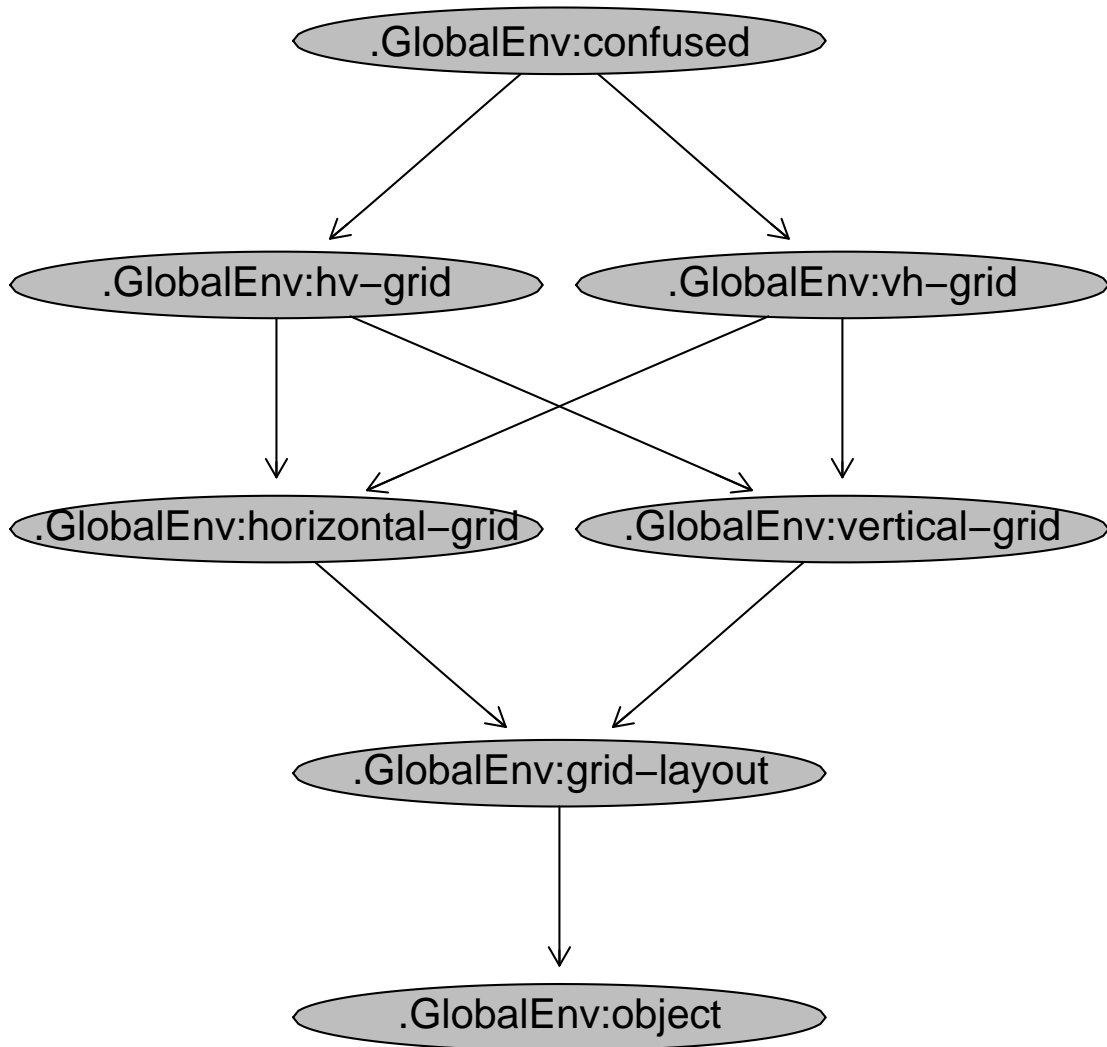 .GlobalEnv:confused
.GlobalEnv:hv−grid
.GlobalEnv:vh−grid
.GlobalEnv:horizontal−grid
.GlobalEnv:vertical−grid
.GlobalEnv:grid−layout
.GlobalEnv:object